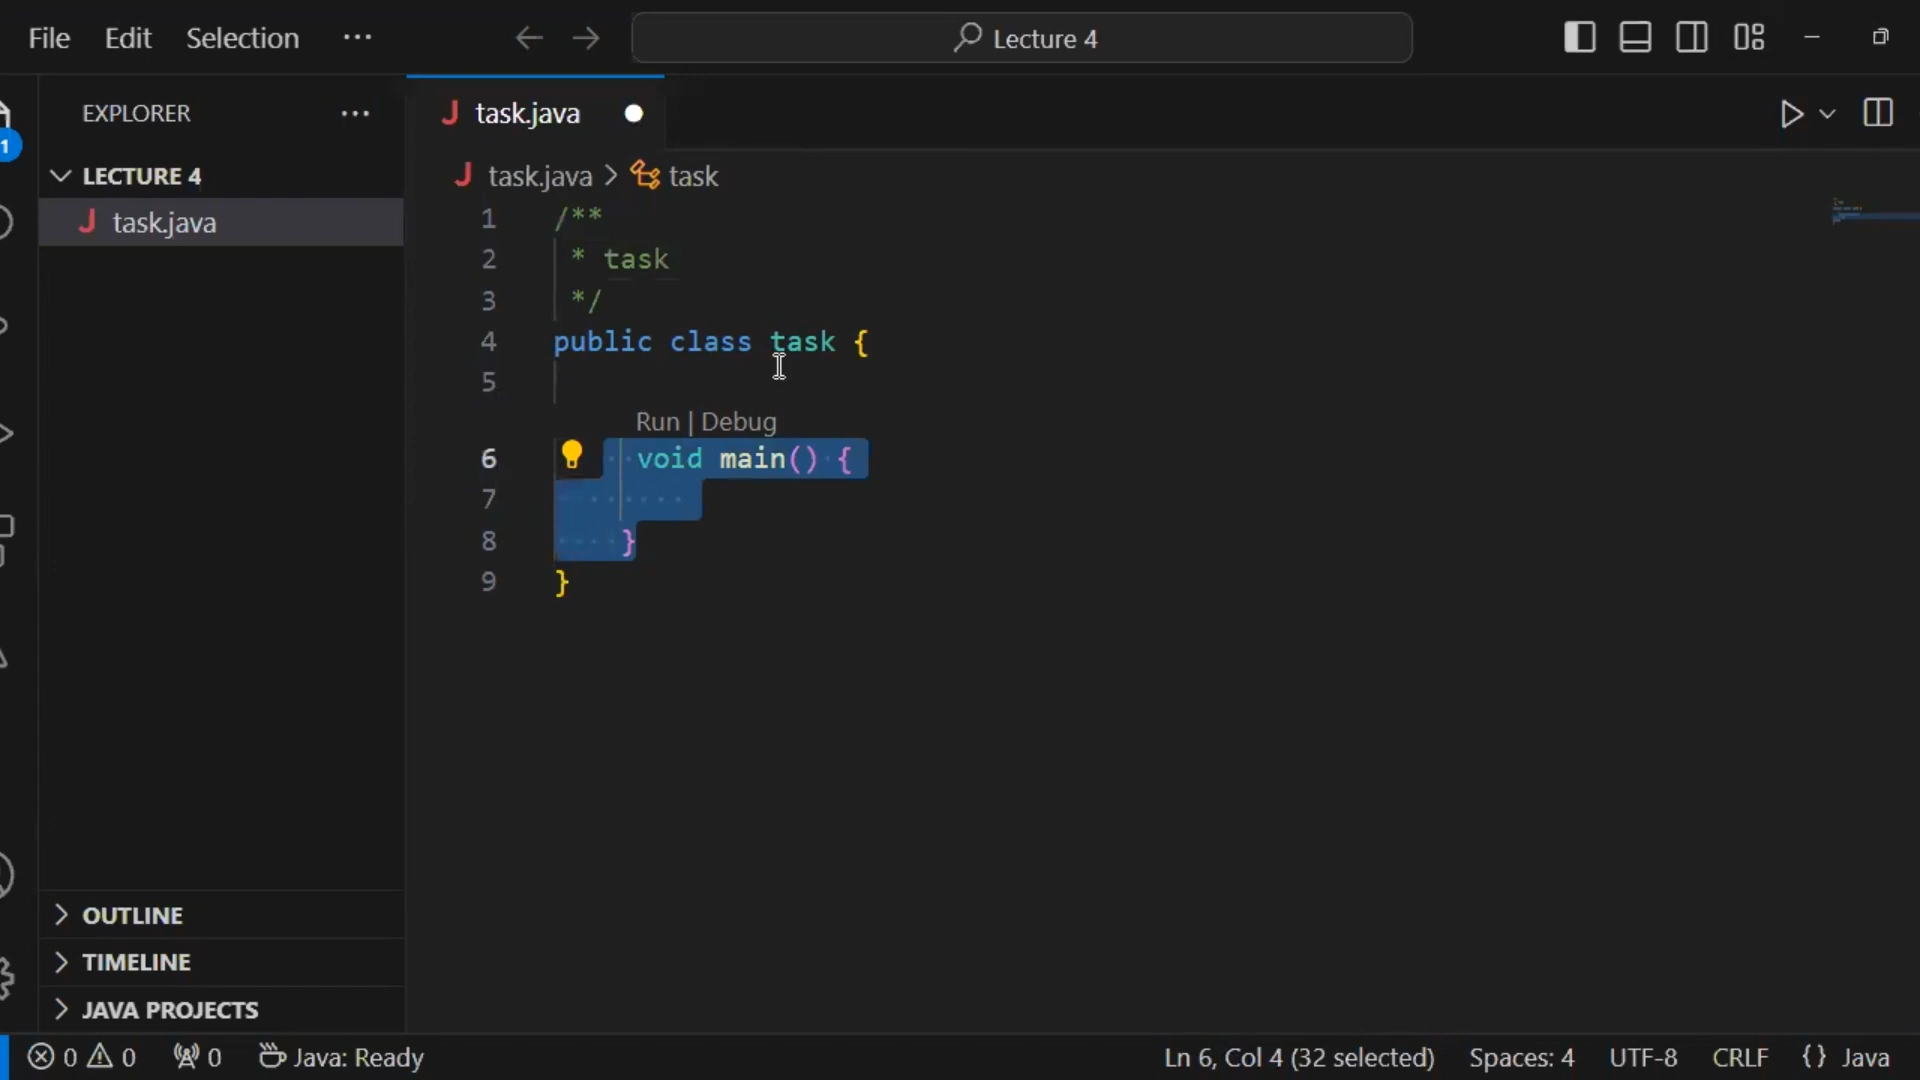 File Edit Selection ...
Lecture 4
EXPLORER ...
1
LECTURE 4
task.java
OUTLINE
TIMELINE
JAVA PROJECTS
task.java
task.java > task
1 /**
2 * task
3 */
4 public class task {
5
Run | Debug
6 void main() {
7
8 }
9 }
0 0 0 Java: Ready Ln 6, Col 4 (32 selected) Spaces: 4 UTF-8 CRLF {} Java